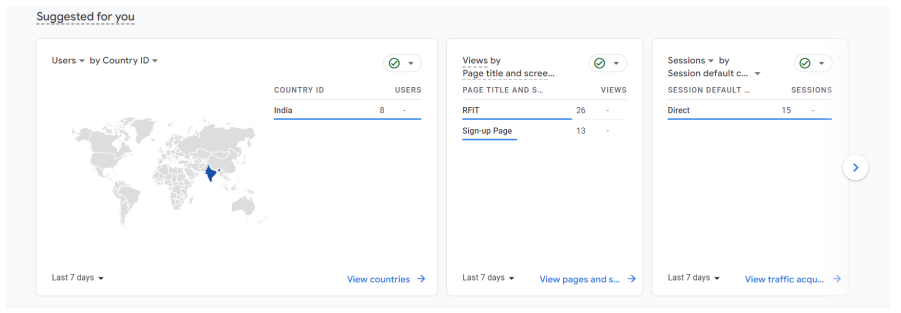 Suggested for you
Users by Country ID
COUNTRY ID USERS
India 8 -
Last 7 days
View countries
Views by
Page title and scree...
PAGE TITLE AND S... VIEWS
RFIT 26 -
Sign-up Page 13 -
Last 7 days
View pages and s...
Sessions by
Session default c...
SESSION DEFAULT ... SESSIONS
Direct 15 -
Last 7 days
View traffic acqu...